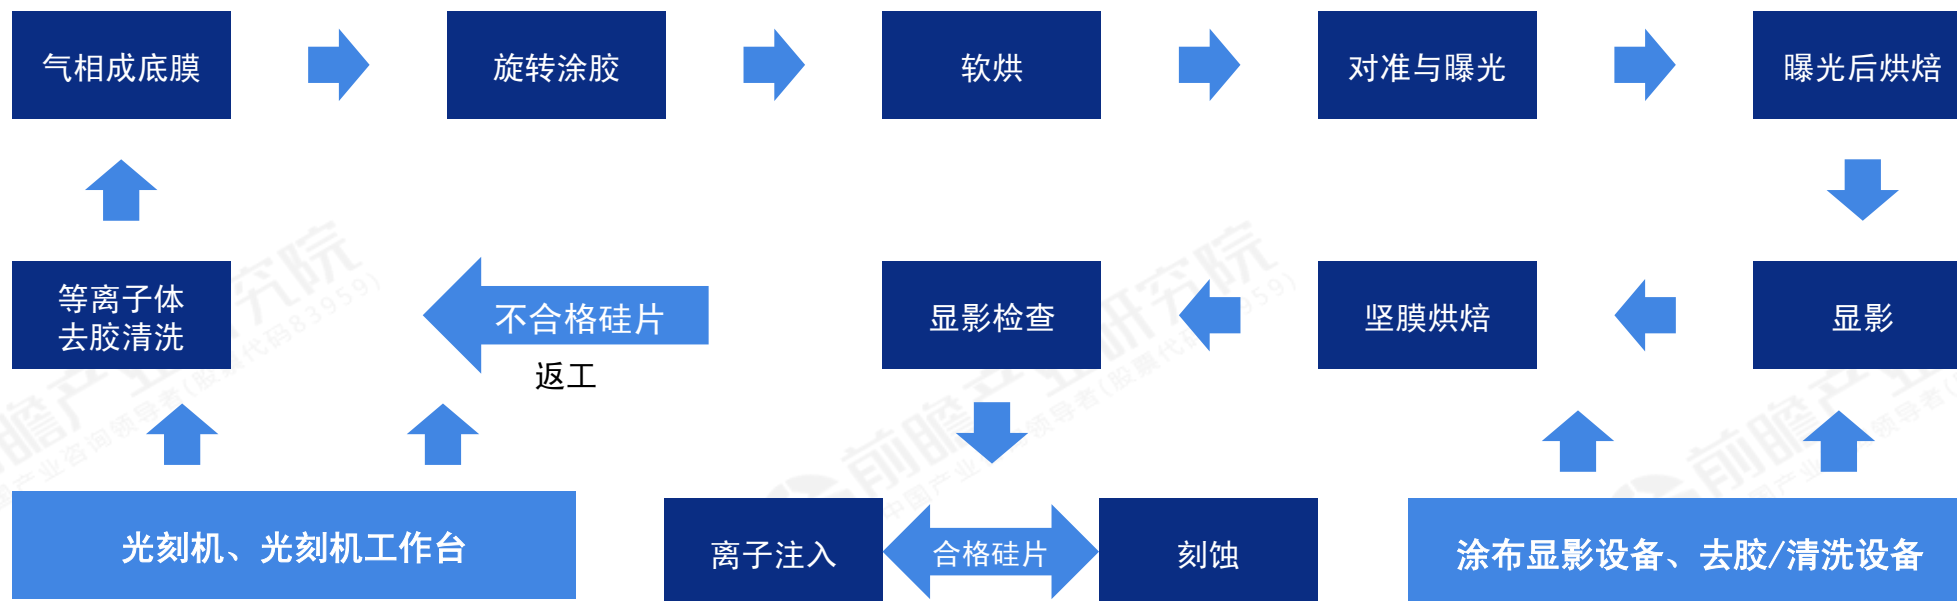 气相成底膜
旋转涂胶
软烘
对准与曝光
曝光后烘焙
等离子体
去胶清洗
不合格硅片
返工
显影检查
坚膜烘焙
显影
光刻机、光刻机工作台
离子注入
合格硅片
刻蚀
涂布显影设备、去胶/清洗设备